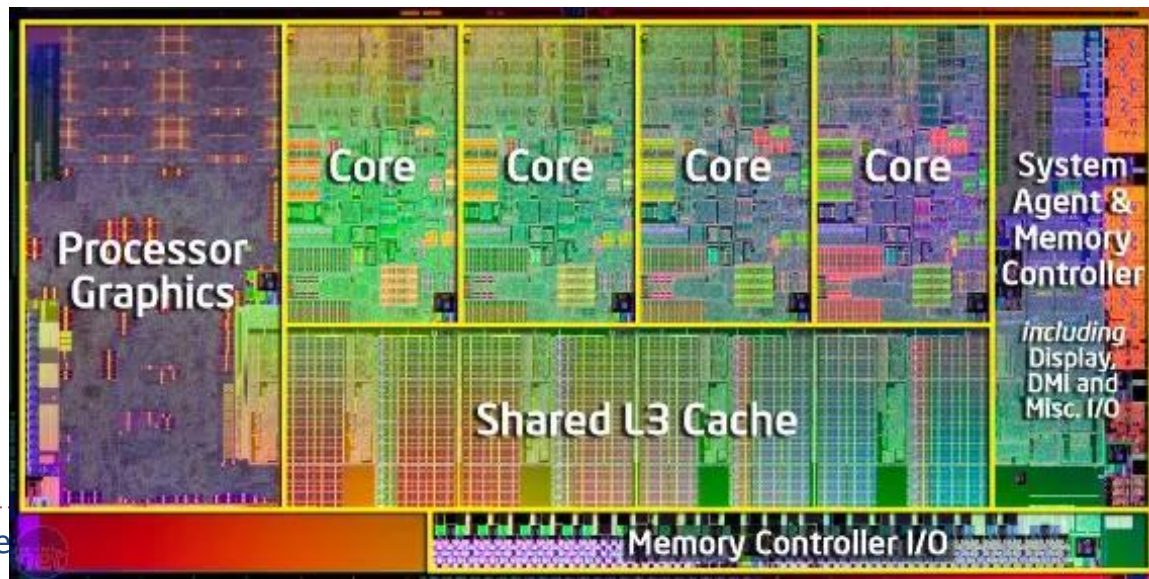 Processor
Graphics
Core
Core
Core
Core
System
Agent &
Memory
Controller
including
Display,
DMI and
Misc. I/O
Shared L3 Cache
Memory Controller I/O